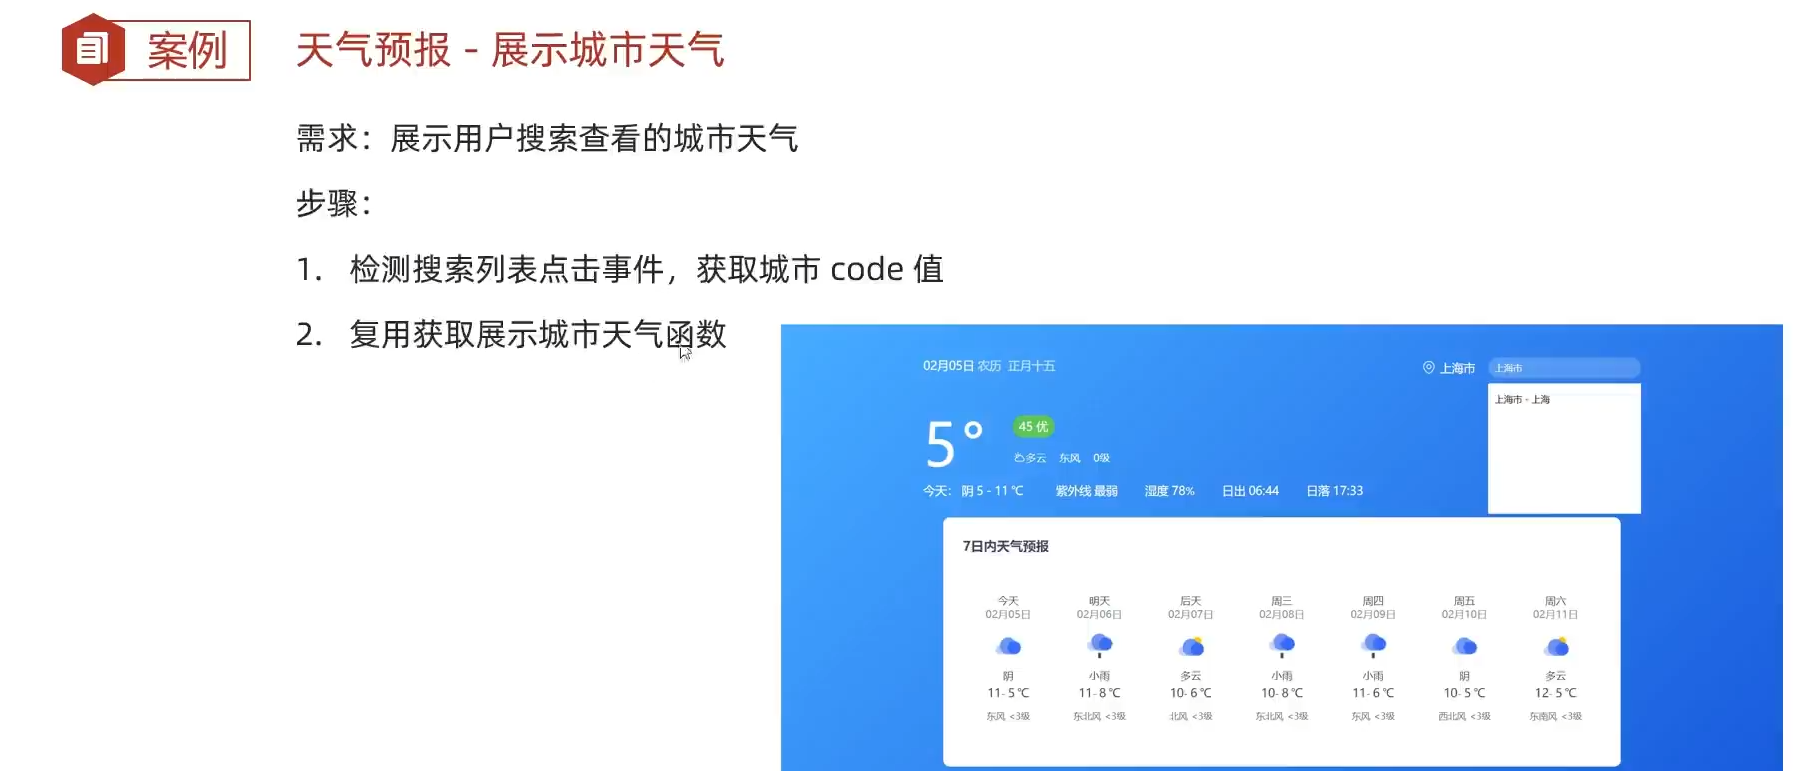 案例
天气预报 - 展示城市天气
需求：展示用户搜索查看的城市天气
步骤：
1. 检测搜索列表点击事件，获取城市 code 值
2. 复用获取展示城市天气函数
02月05日 农历 正月十五
上海市 上海市
上海市 - 上海
5°
45 优
多云 东风 0级
今天： 阴 5 - 11 ℃ 紫外线 最弱 湿度 78% 日出 06:44 日落 17:33
7日内天气预报
今天 明天 后天 周三 周四 周五 周六
02月05日 02月06日 02月07日 02月08日 02月09日 02月10日 02月11日
阴 小雨 多云 小雨 小雨 阴 多云
11- 5 ℃ 11- 8 ℃ 10- 6 ℃ 10- 8 ℃ 11- 6 ℃ 10- 5 ℃ 12- 5 ℃
东风 <3级 东北风 <3级 北风 <3级 东北风 <3级 东风 <3级 西北风 <3级 东南风 <3级